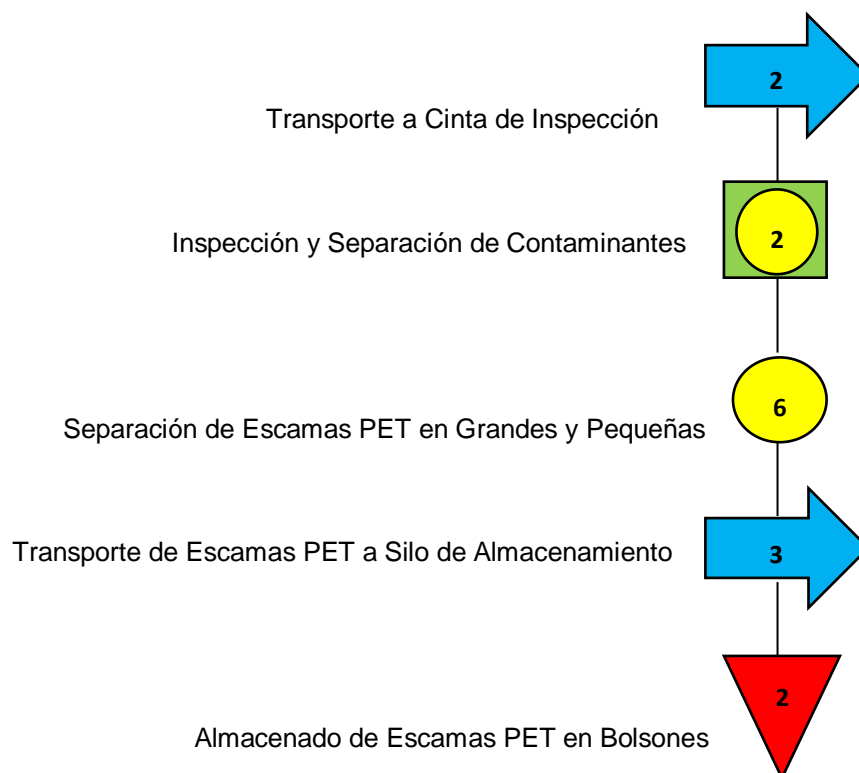 2
Transporte a Cinta de Inspección
Inspección y Separación de Contaminantes
2
6
Separación de Escamas PET en Grandes y Pequeñas
Transporte de Escamas PET a Silo de Almacenamiento
3
2
Almacenado de Escamas PET en Bolsones